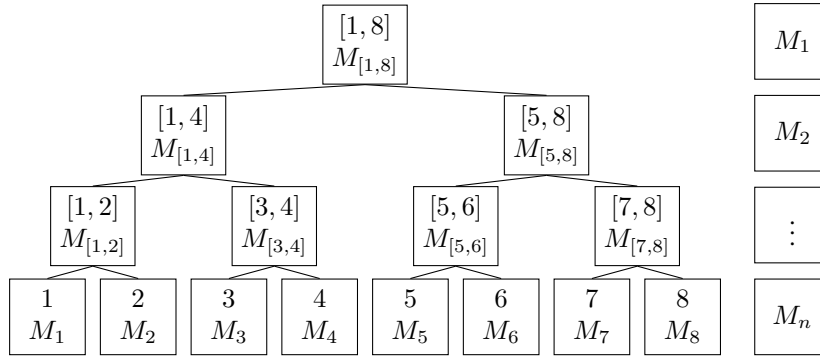 [1, 8]
M_{[1,8]}
M_1
[1, 4]
M_{[1,4]}
[5, 8]
M_{[5,8]}
M_2
[1, 2]
M_{[1,2]}
[3, 4]
M_{[3,4]}
[5, 6]
M_{[5,6]}
[7, 8]
M_{[7,8]}
⋮
1
M_1
2
M_2
3
M_3
4
M_4
5
M_5
6
M_6
7
M_7
8
M_8
M_n